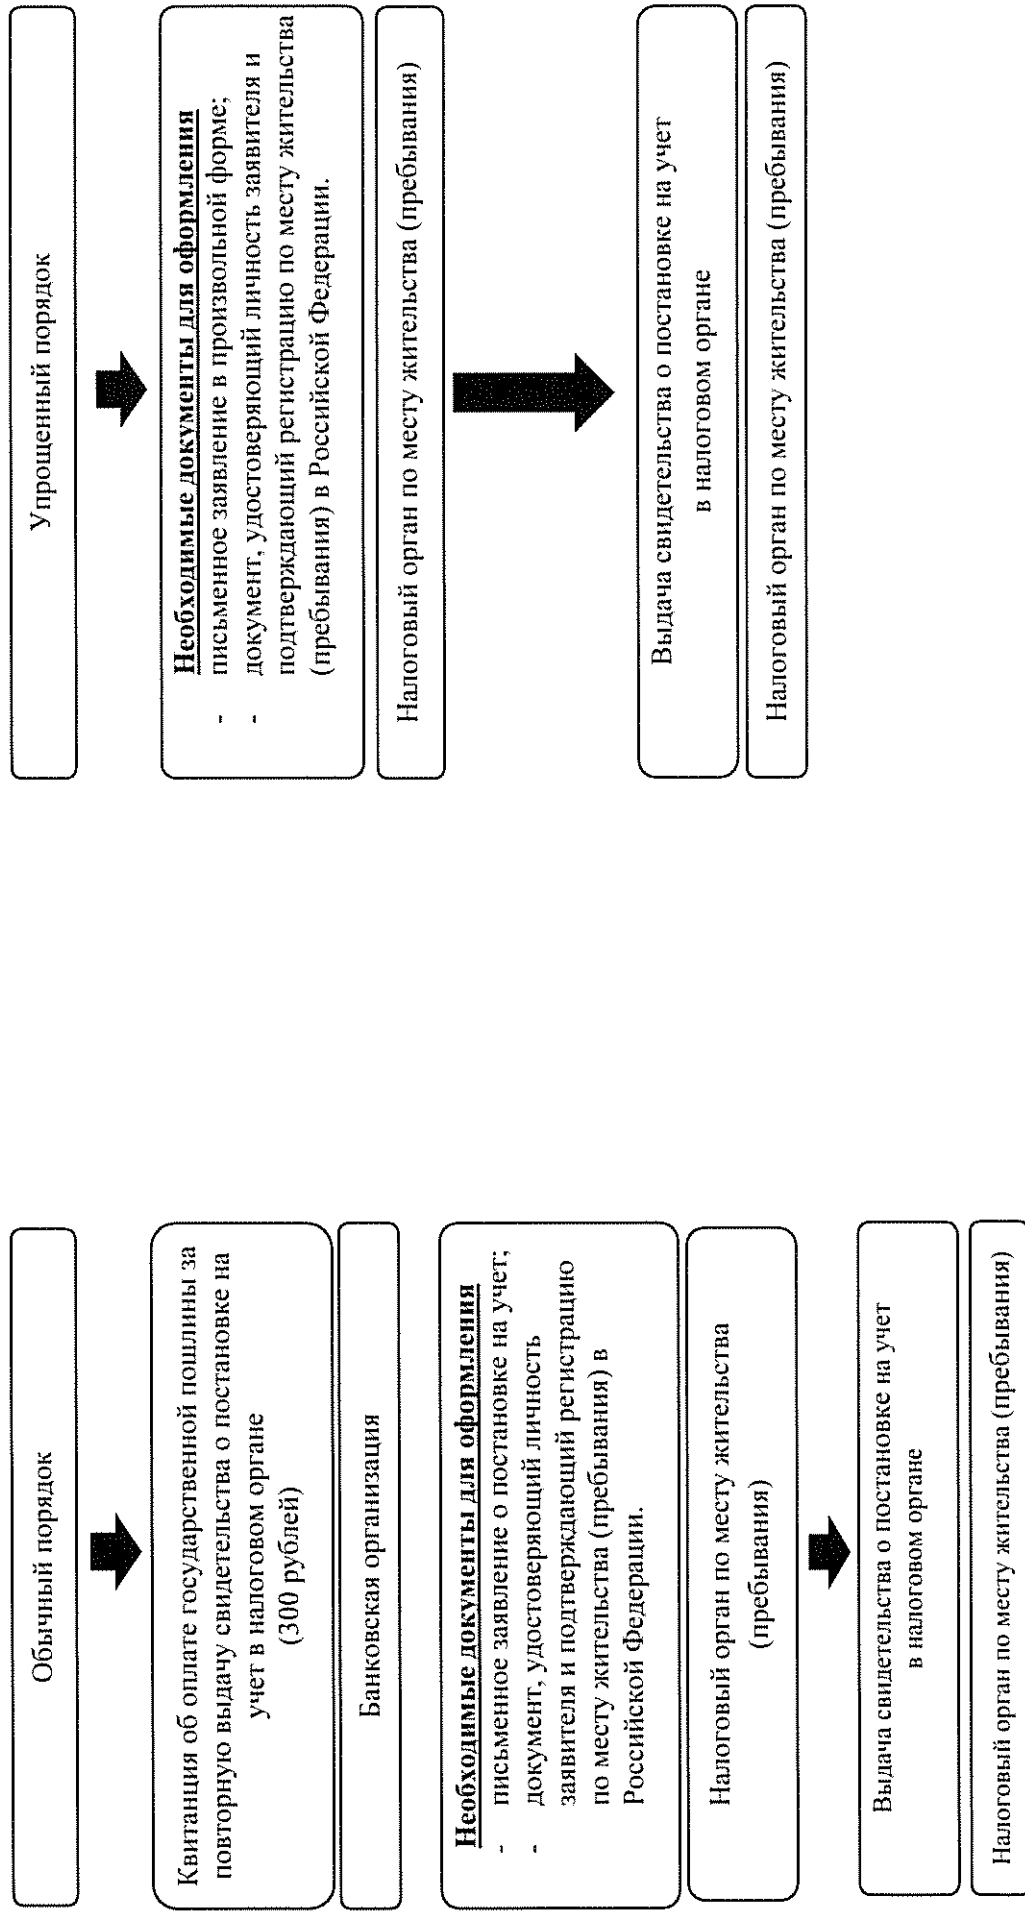 Обычный порядок
Квитанция об оплате государственной пошлины за
повторную выдачу свидетельства о постановке на
учет в налоговом органе
(300 рублей)
Банковская организация
Необходимые документы для оформления
- письменное заявление о постановке на учет;
- документ, удостоверяющий личность
заявителя и подтверждающий регистрацию
по месту жительства (пребывания) в
Российской Федерации.
Налоговый орган по месту жительства
(пребывания)
Выдача свидетельства о постановке на учет
в налоговом органе
Налоговый орган по месту жительства (пребывания)
Упрощенный порядок
Необходимые документы для оформления
- письменное заявление в произвольной форме;
- документ, удостоверяющий личность заявителя и
подтверждающий регистрацию по месту жительства
(пребывания) в Российской Федерации.
Налоговый орган по месту жительства (пребывания)
Выдача свидетельства о постановке на учет
в налоговом органе
Налоговый орган по месту жительства (пребывания)